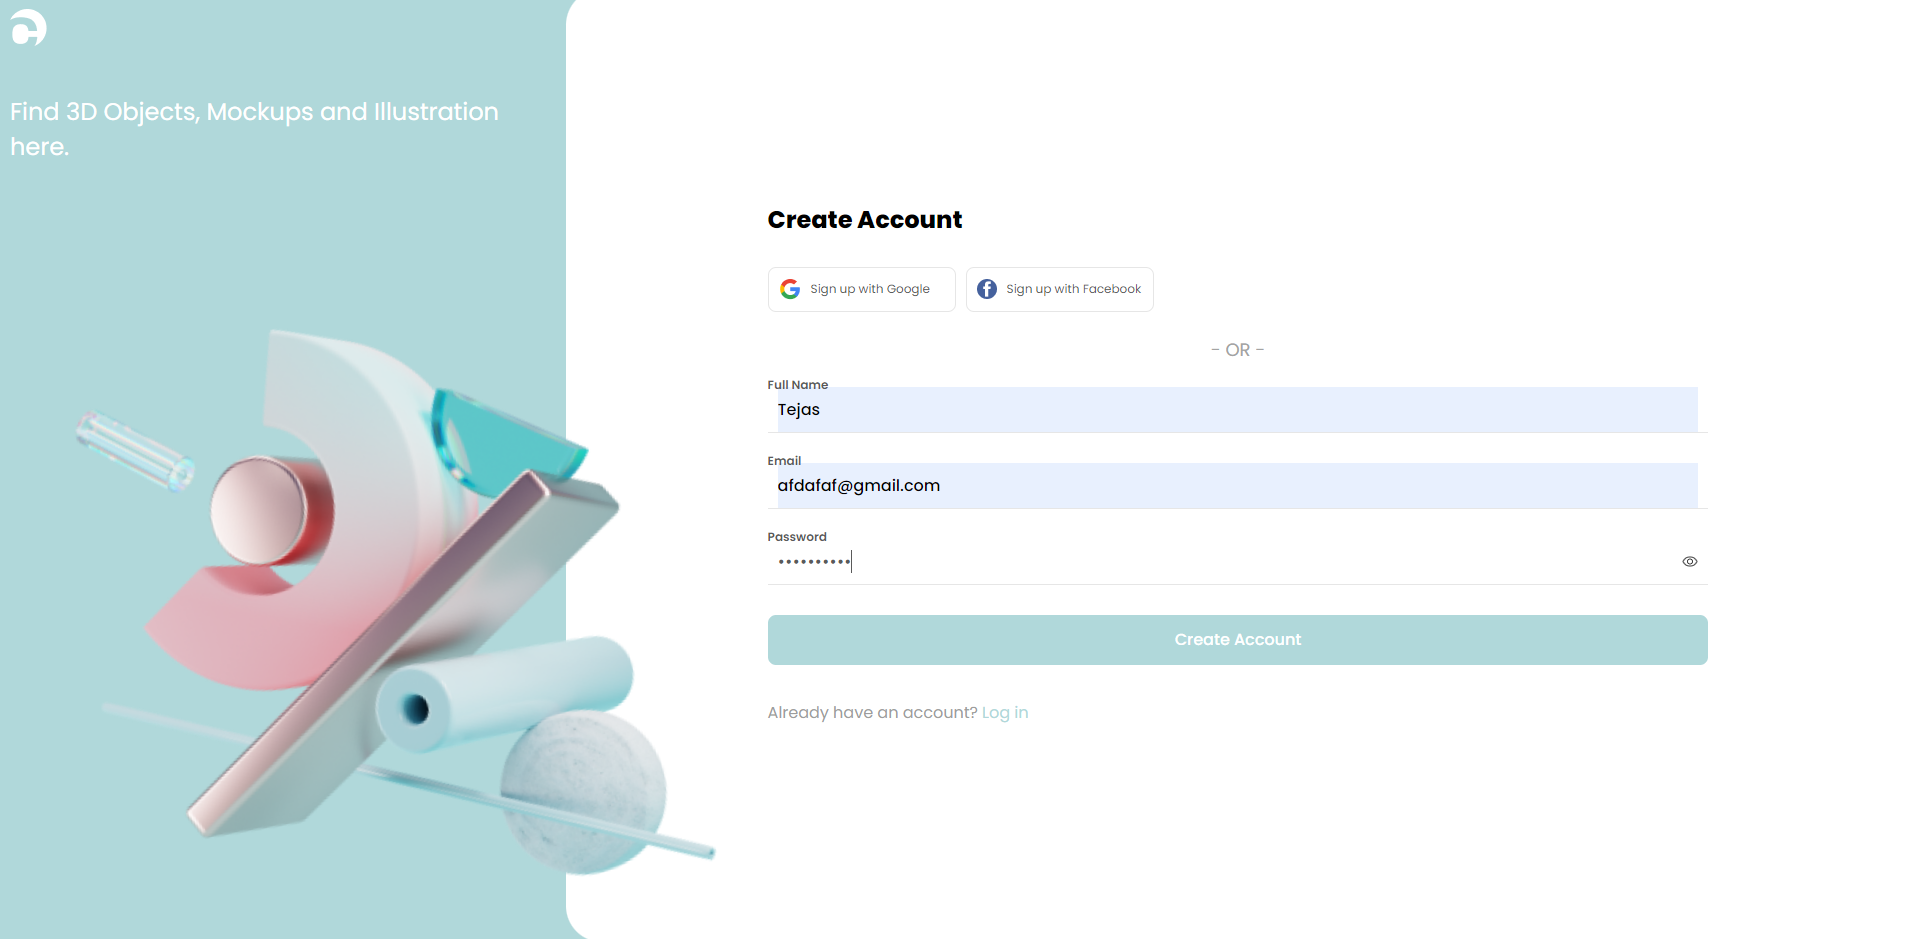 Find 3D Objects, Mockups and Illustration
here.
Create Account
Sign up with Google
Sign up with Facebook
- OR -
Full Name
Tejas
Email
afdafaf@gmail.com
Password
••••••••••
Create Account
Already have an account? Log in